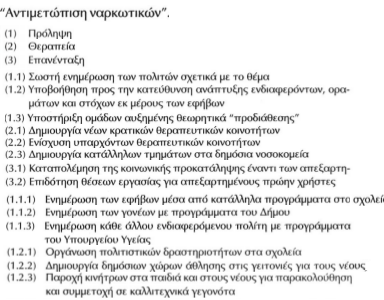 “Αντιμετώπιση ναρκωτικών”.
(1) Πρόληψη
(2) Θεραπεία
(3) Επανένταξη
(1.1) Σωστή ενημέρωση των πολιτών σχετικά με το θέμα
(1.2) Υποβοήθηση προς την κατεύθυνση ανάπτυξης ενδιαφερόντων, ορα-
μάτων και στόχων εκ μέρους των εφήβων
(1.3) Υποστήριξη ομάδων αυξημένης θεωρητικά “προδιάθεσης”
(2.1) Δημιουργία νέων κρατικών θεραπευτικών κοινοτήτων
(2.2) Ενίσχυση υπαρχόντων θεραπευτικών κοινοτήτων
(2.3) Δημιουργία κατάλληλων τμημάτων στα δημόσια νοσοκομεία
(3.1) Καταπολέμηση της κοινωνικής προκατάληψης έναντι των απεξαρτη-
(3.2) Επιδότηση θέσεων εργασίας για απεξαρτημένους πρώην χρήστες
(1.1.1) Ενημέρωση των εφήβων μέσα από κατάλληλα προγράμματα στο σχολεί
(1.1.2) Ενημέρωση των γονέων με προγράμματα του Δήμου
(1.1.3) Ενημέρωση κάθε άλλου ενδιαφερόμενου πολίτη με προγράμματα
του Υπουργείου Υγείας
(1.2.1) Οργάνωση πολιτιστικών δραστηριοτήτων στα σχολεία
(1.2.2) Δημιουργία δημόσιων χώρων άθλησης στις γειτονιές για τους νέους
(1.2.3) Παροχή κινήτρων στα παιδιά και στους νέους για παρακολούθηση
και συμμετοχή σε καλλιτεχνικά γεγονότα